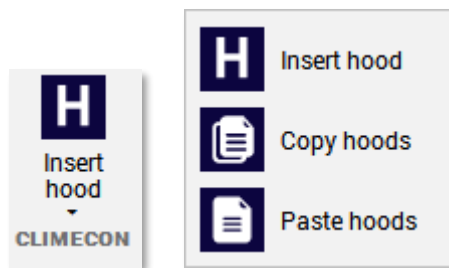 H
Insert
hood
CLIMECON
H
Insert hood
Copy hoods
Paste hoods